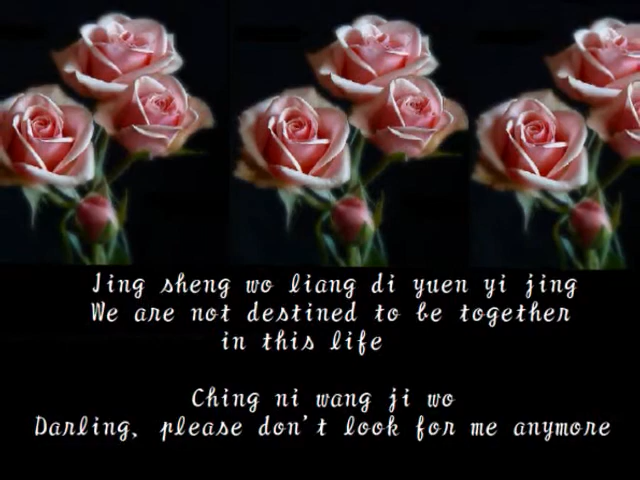 Jing sheng wo liang di yuen yi jing
We are not destined to be together
in this life
Ching ni wang ji wo
Darling, please don't look for me anymore